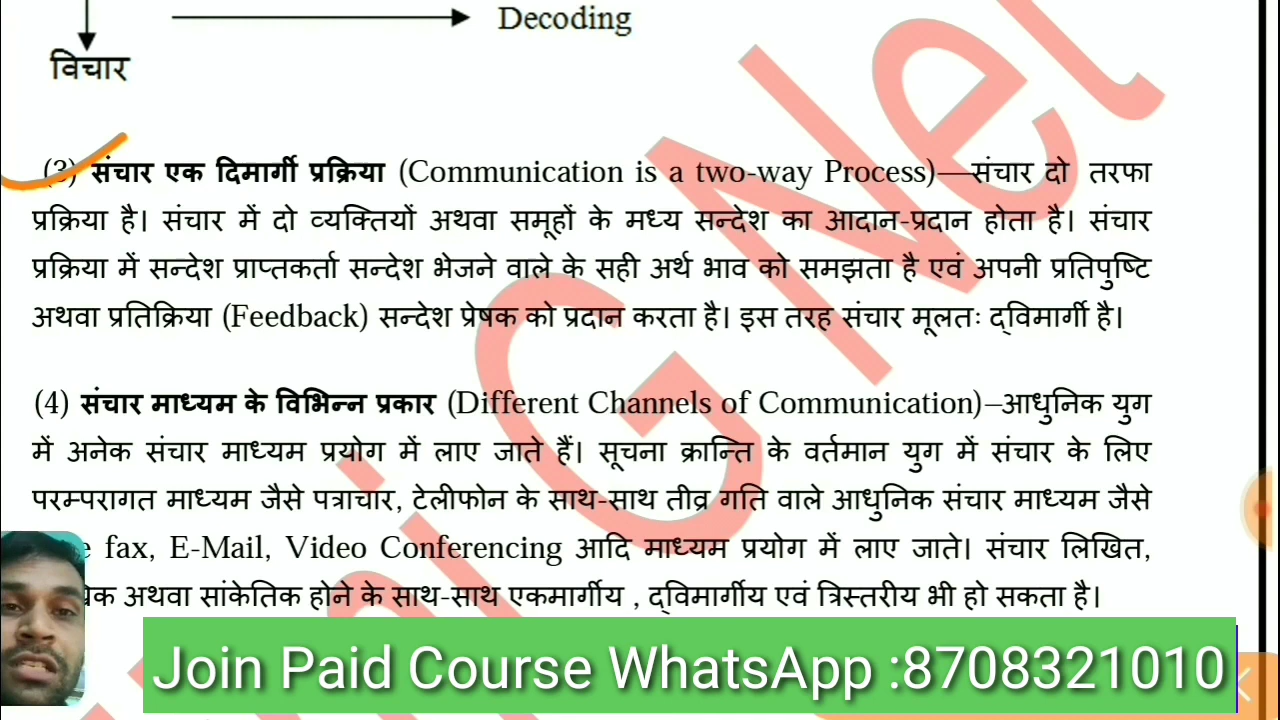 Decoding
विचार
(3) संचार एक दिमार्गी प्रक्रिया (Communication is a two-way Process)—संचार दो तरफा
प्रक्रिया है। संचार में दो व्यक्तियों अथवा समूहों के मध्य सन्देश का आदान-प्रदान होता है। संचार
प्रक्रिया में सन्देश प्राप्तकर्ता सन्देश भेजने वाले के सही अर्थ भाव को समझता है एवं अपनी प्रतिपुष्टि
अथवा प्रतिक्रिया (Feedback) सन्देश प्रेषक को प्रदान करता है। इस तरह संचार मूलतः द्विमार्गी है।
(4) संचार माध्यम के विभिन्न प्रकार (Different Channels of Communication)–आधुनिक युग
में अनेक संचार माध्यम प्रयोग में लाए जाते हैं। सूचना क्रान्ति के वर्तमान युग में संचार के लिए
परम्परागत माध्यम जैसे पत्राचार, टेलीफोन के साथ-साथ तीव्र गति वाले आधुनिक संचार माध्यम जैसे
fax, E-Mail, Video Conferencing आदि माध्यम प्रयोग में लाए जाते। संचार लिखित,
अथवा सांकेतिक होने के साथ-साथ एकमार्गीय , द्विमार्गीय एवं त्रिस्तरीय भी हो सकता है।
Join Paid Course WhatsApp :8708321010